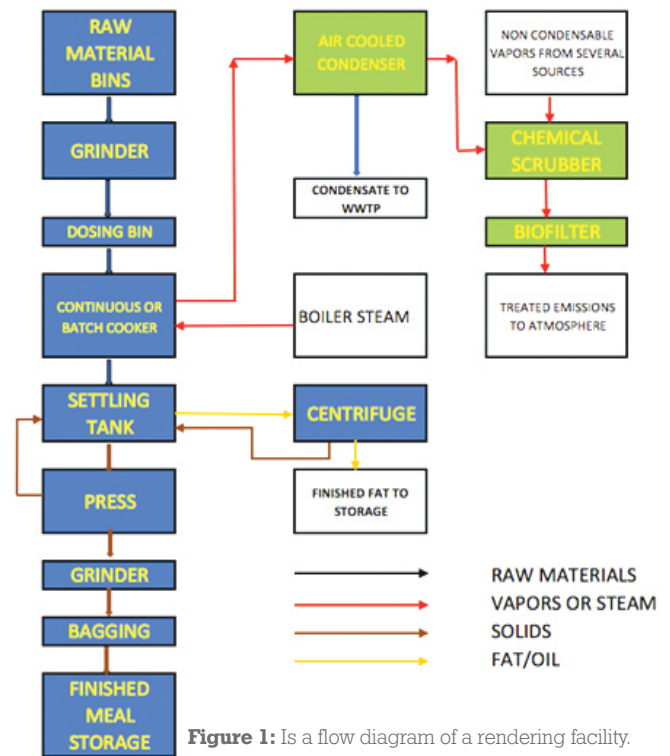 RAW
MATERIAL
BINS
GRINDER
DOSING BIN
CONTINUOUS OR
BATCH COOKER
SETTLING
TANK
PRESS
GRINDER
BAGGING
FINISHED
MEAL
STORAGE
AIR COOLED
CONDENSER
CONDENSATE TO
WWTP
BOILER STEAM
CENTRIFUGE
FINISHED FAT TO
STORAGE
NON CONDENSABLE
VAPORS FROM SEVERAL
SOURCES
CHEMICAL
SCRUBBER
BIOFILTER
TREATED EMISSIONS
TO ATMOSPHERE
RAW MATERIALS
VAPORS OR STEAM
SOLIDS
FAT/OIL
Figure 1: Is a flow diagram of a rendering facility.